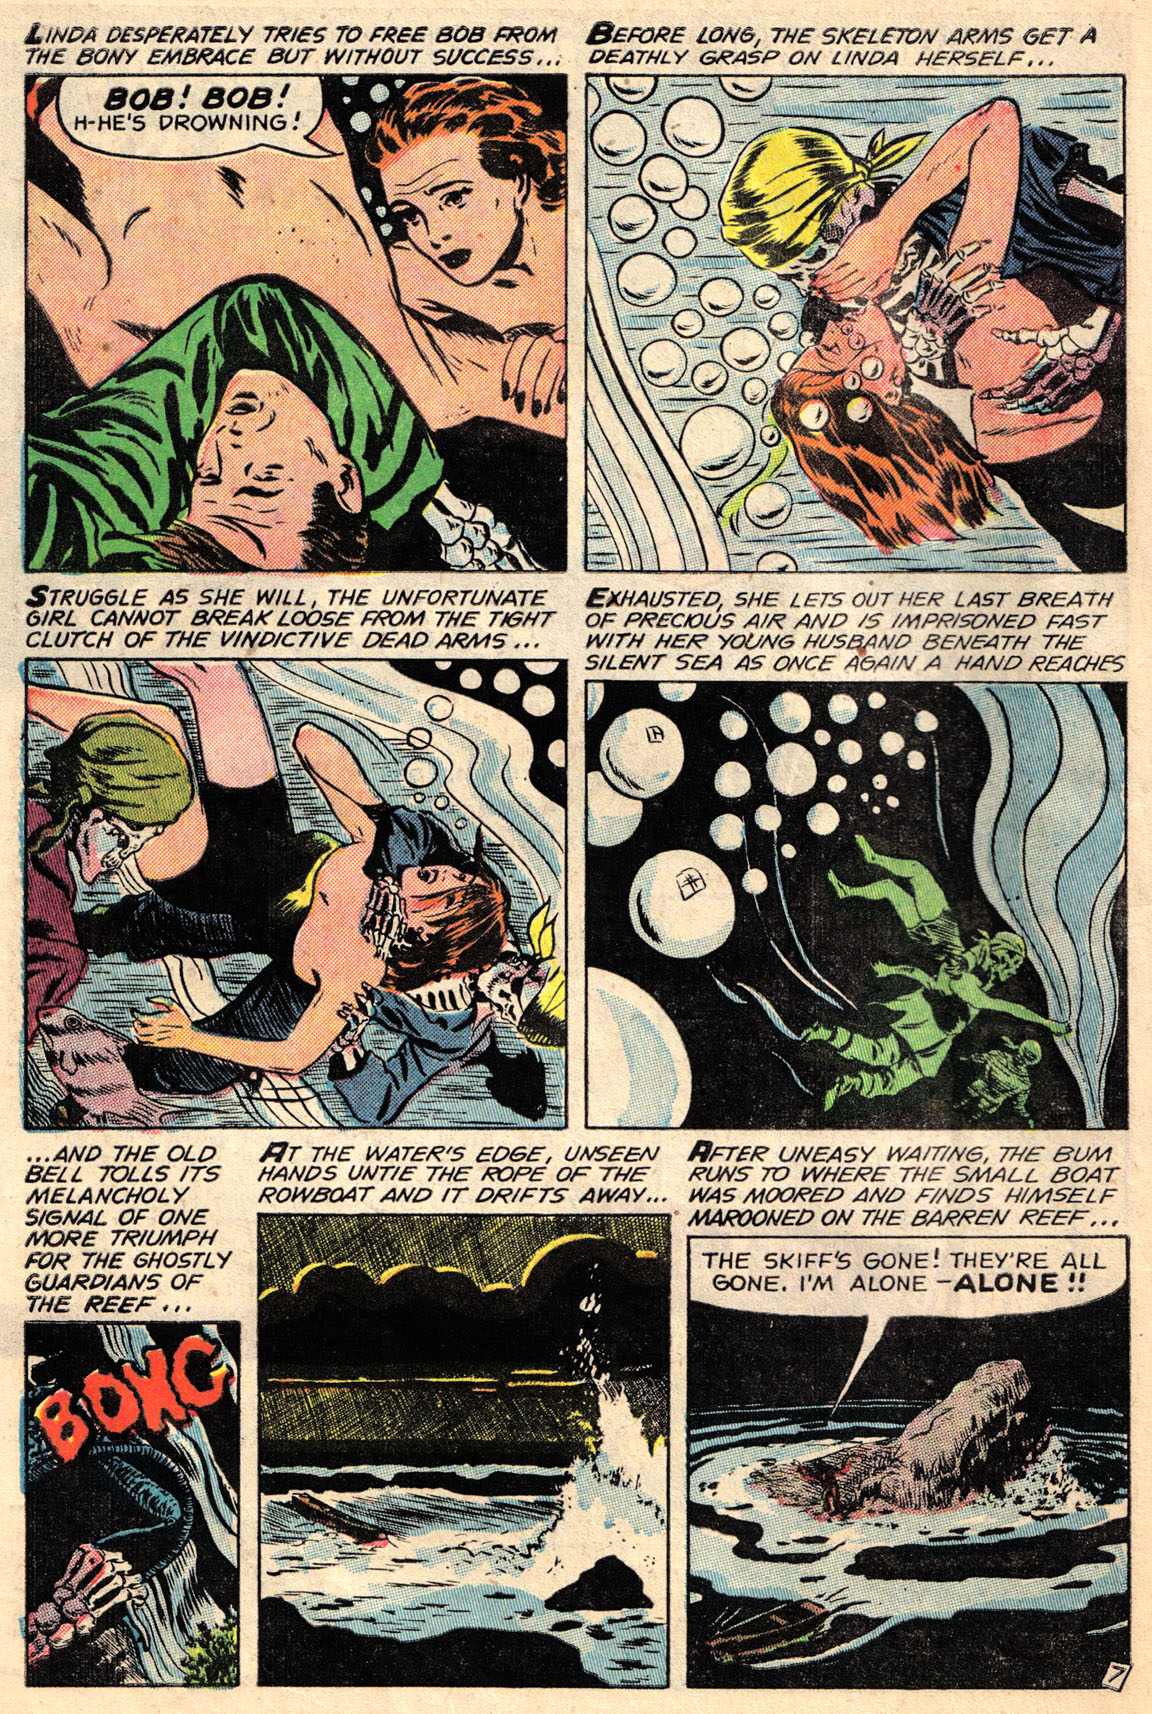 LINDA DESPERATELY TRIES TO FREE BOB FROM
THE BONY EMBRACE BUT WITHOUT SUCCESS...
BOB! BOB!
H-HE'S DROWNING!
BEFORE LONG, THE SKELETON ARMS GET A
DEATHLY GRASP ON LINDA HERSELF...
STRUGGLE AS SHE WILL, THE UNFORTUNATE
GIRL CANNOT BREAK LOOSE FROM THE TIGHT
CLUTCH OF THE VINDICTIVE DEAD ARMS...
EXHAUSTED, SHE LETS OUT HER LAST BREATH
OF PRECIOUS AIR AND IS IMPRISONED FAST
WITH HER YOUNG HUSBAND BENEATH THE
SILENT SEA AS ONCE AGAIN A HAND REACHES
...AND THE OLD
BELL TOLLS ITS
MELANCHOLY
SIGNAL OF ONE
MORE TRIUMPH
FOR THE GHOSTLY
GUARDIANS OF
THE REEF...
BONG
AT THE WATER'S EDGE, UNSEEN
HANDS UNTIE THE ROPE OF THE
ROWBOAT AND IT DRIFTS AWAY...
AFTER UNEASY WAITING, THE BUM
RUNS TO WHERE THE SMALL BOAT
WAS MOORED AND FINDS HIMSELF
MAROONED ON THE BARREN REEF...
THE SKIFF'S GONE! THEY'RE ALL
GONE. I'M ALONE -ALONE!!
7